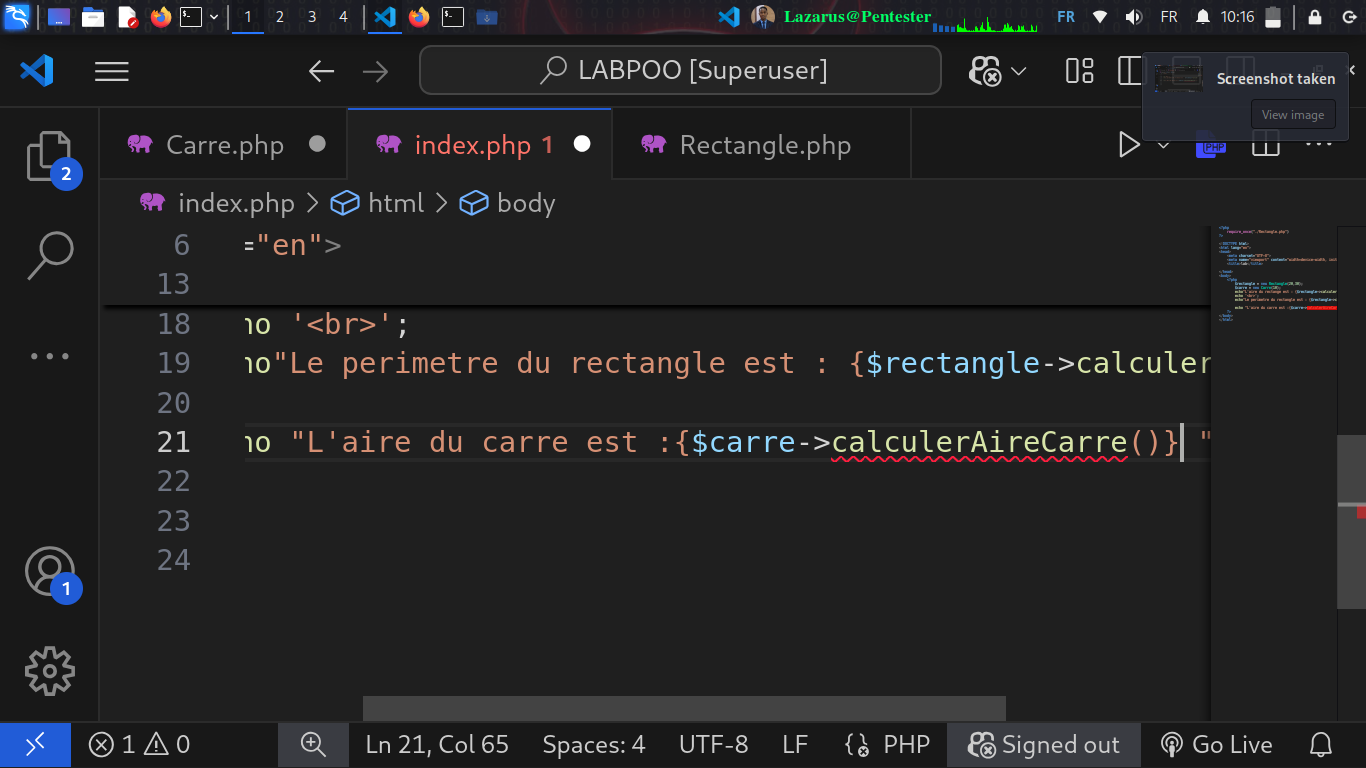 1 2 3 4 Lazarus@Pentester FR FR 10:16
LABPOO [Superuser]
Screenshot taken
View image
Carre.php index.php 1 Rectangle.php
index.php > html > body
2
6 ="en">
13
18 ho '<br>';
19 ho"Le perimetre du rectangle est : {$rectangle->calculer
20
21 ho "L'aire du carre est :{$carre->calculerAireCarre()} "
22
23
24
1
1 0 Ln 21, Col 65 Spaces: 4 UTF-8 LF PHP Signed out Go Live